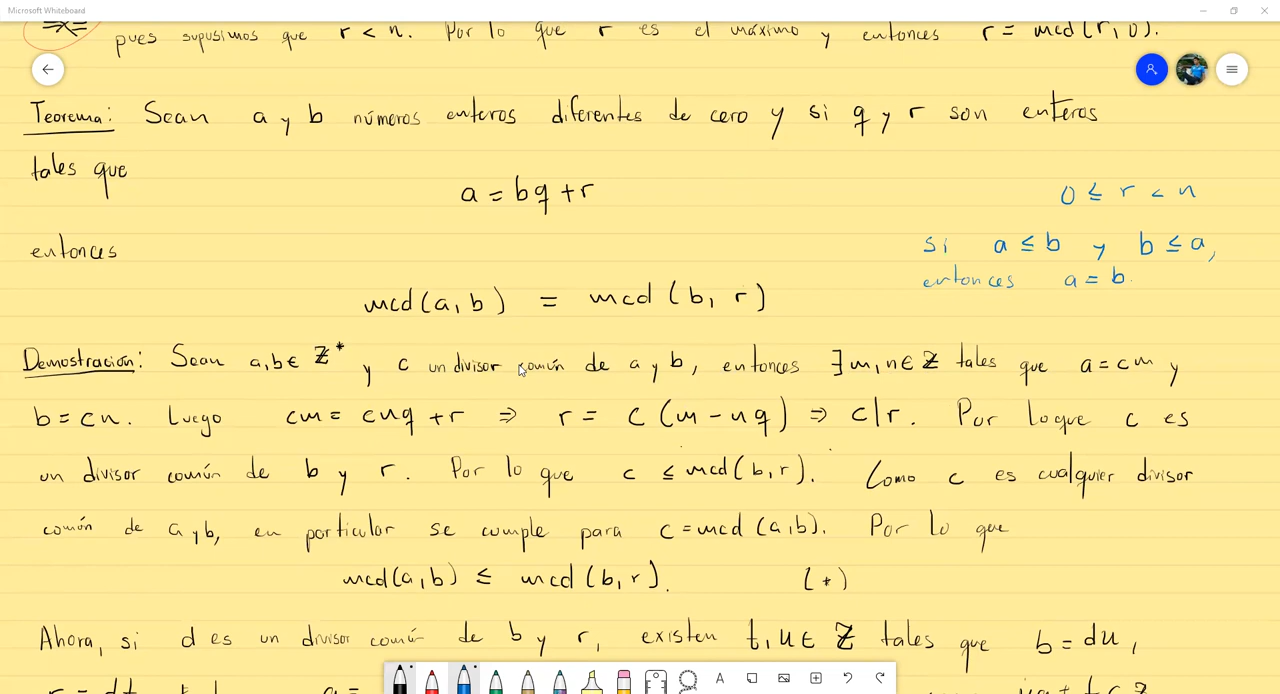 Microsoft Whiteboard
pues supusimos que r < n. Por lo que r es el máximo y entonces r = mcd(r,0).
Teorema: Sean a y b números enteros diferentes de cero y si q y r son enteros
tales que
a = bq + r
0 ≤ r < n
entonces
si a ≤ b y b ≤ a,
entonces a = b.
mcd(a,b) = mcd(b,r)
Demostración: Sean a,b ∈ ℤ* y c un divisor común de a y b, entonces ∃ m,n ∈ ℤ tales que a = cm y
b = cn. Luego cm = cnq + r ⇒ r = c(m - nq) ⇒ c|r. Por lo que c es
un divisor común de b y r. Por lo que c ≤ mcd(b,r). Como c es cualquier divisor
común de a y b, en particular se cumple para c = mcd(a,b). Por lo que
mcd(a,b) ≤ mcd(b,r). (*)
Ahora, si d es un divisor común de b y r, existen t,u ∈ ℤ tales que b = du,
r = dt